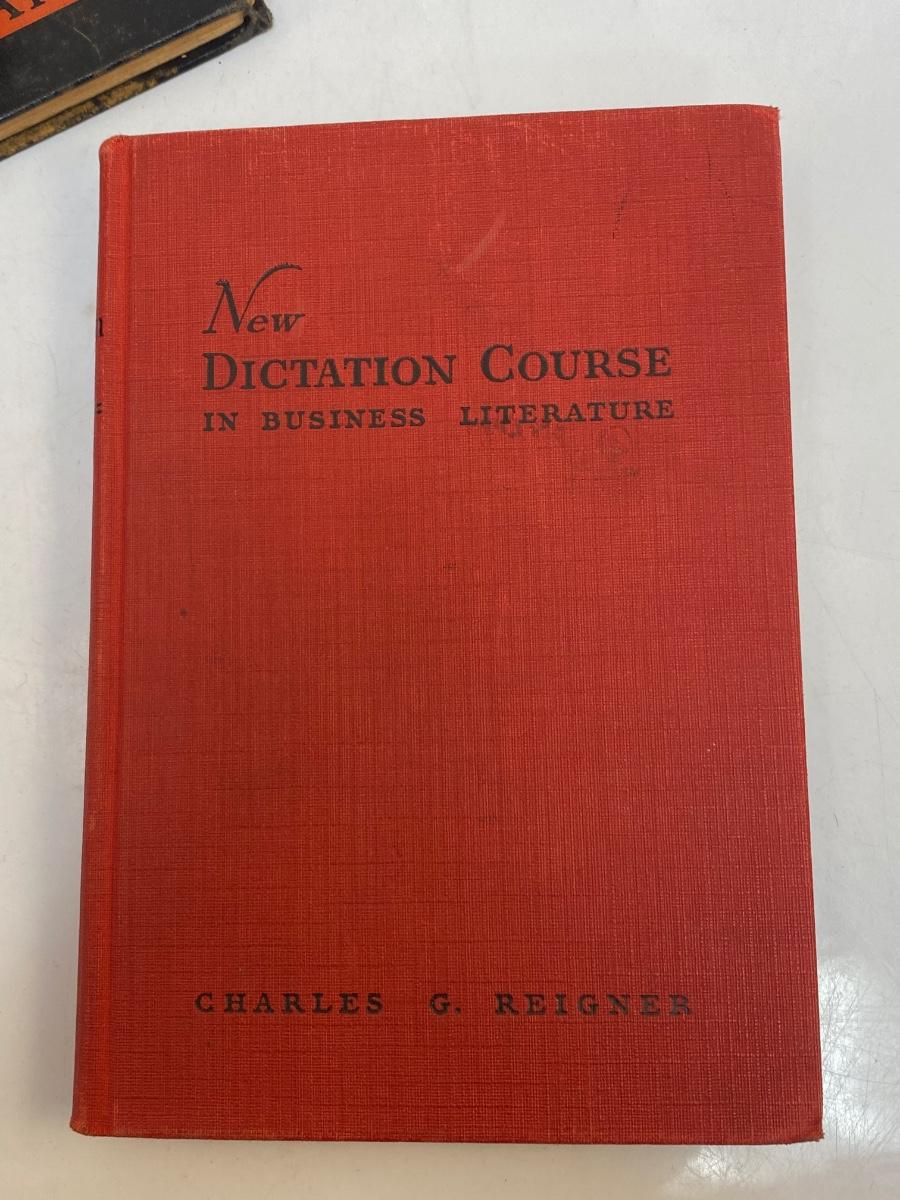 New
DICTATION COURSE
IN BUSINESS LITERATURE
CHARLES G. REIGNER